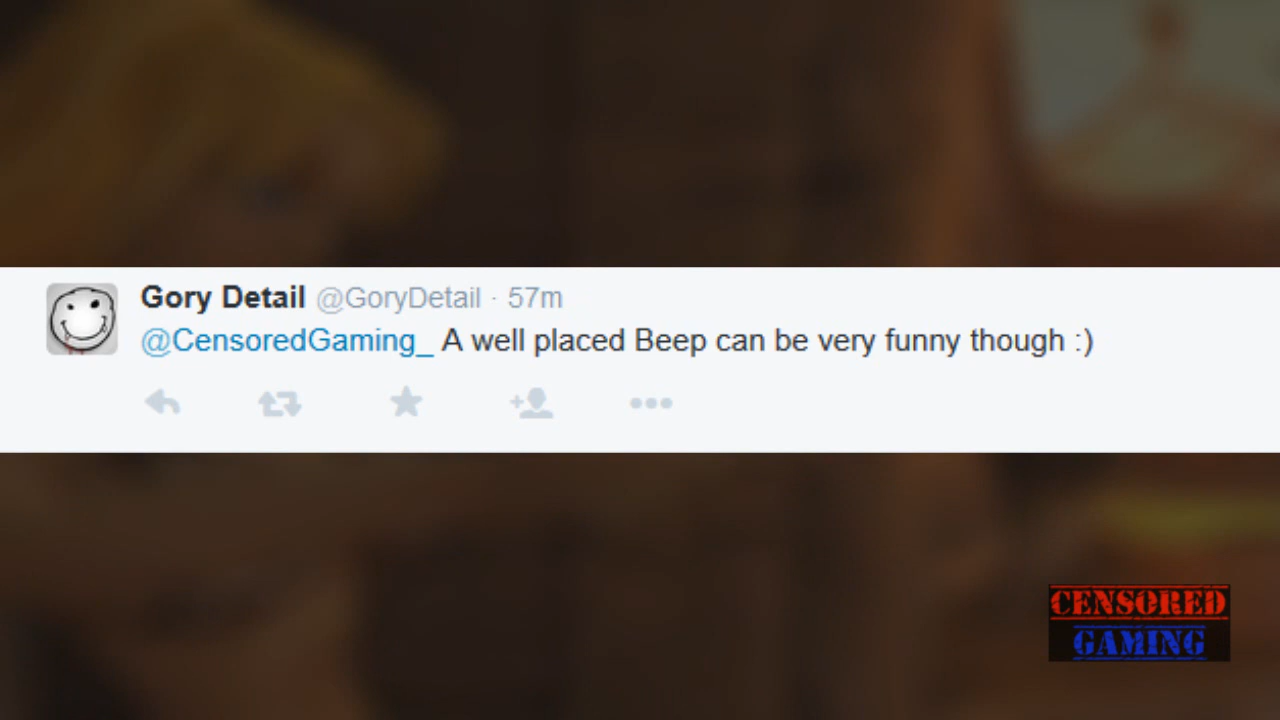 Gory Detail @GoryDetail · 57m
@CensoredGaming_ A well placed Beep can be very funny though :)
CENSORED
GAMING